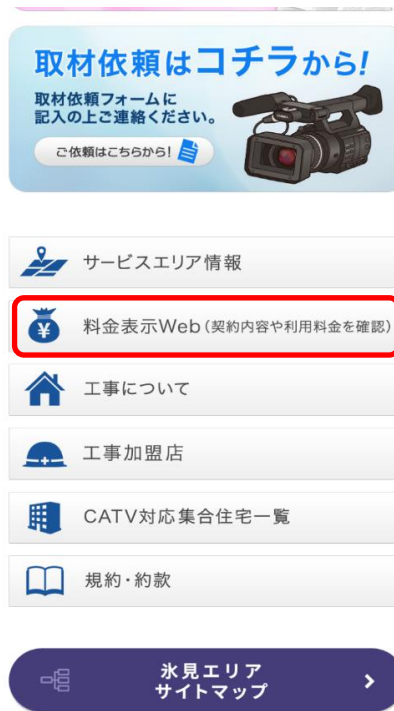 取材依頼はコチラから!
取材依頼フォームに
記入の上ご連絡ください。
ご依頼はこちらから!
サービスエリア情報
¥ 料金表示Web（契約内容や利用料金を確認）
工事について
工事加盟店
CATV対応集合住宅一覧
規約・約款
氷見エリア
サイトマップ